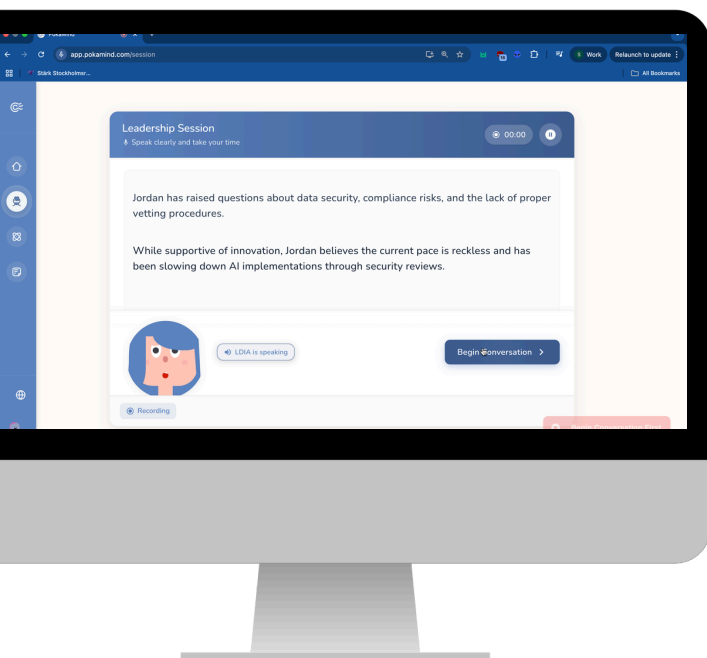 app.pokamind.com/session
Work
Relaunch to update
Stärk Stockholmsr...
All Bookmarks
Leadership Session
Speak clearly and take your time
00:00
Jordan has raised questions about data security, compliance risks, and the lack of proper
vetting procedures.
While supportive of innovation, Jordan believes the current pace is reckless and has
been slowing down AI implementations through security reviews.
LDIA is speaking
Begin Conversation
Recording